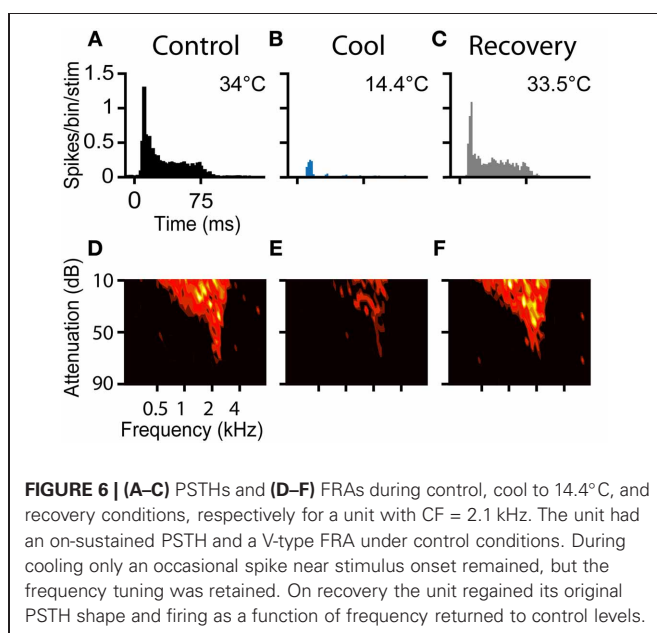 A Control B Cool C Recovery
34°C 14.4°C 33.5°C
Spikes/bin/stim
1.5
1
0.5
0
0 75
Time (ms)
D E F
Attenuation (dB)
10
50
90
0.5 1 2 4
Frequency (kHz)
FIGURE 6 | (A–C) PSTHs and (D–F) FRAs during control, cool to 14.4°C, and
recovery conditions, respectively for a unit with CF = 2.1 kHz. The unit had
an on-sustained PSTH and a V-type FRA under control conditions. During
cooling only an occasional spike near stimulus onset remained, but the
frequency tuning was retained. On recovery the unit regained its original
PSTH shape and firing as a function of frequency returned to control levels.